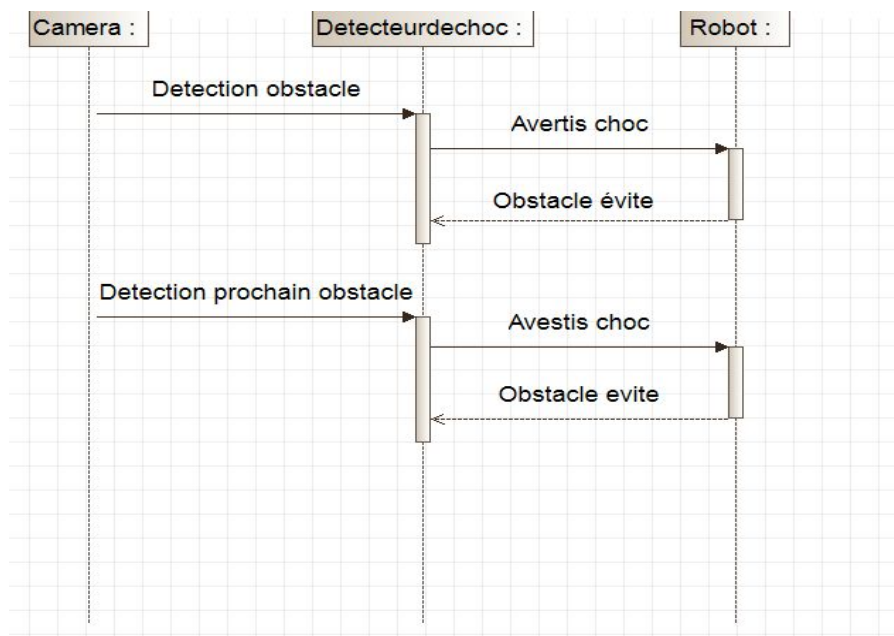 Camera :
Detecteurdechoc :
Robot :
Detection obstacle
Avertis choc
Obstacle évite
Detection prochain obstacle
Avestis choc
Obstacle evite